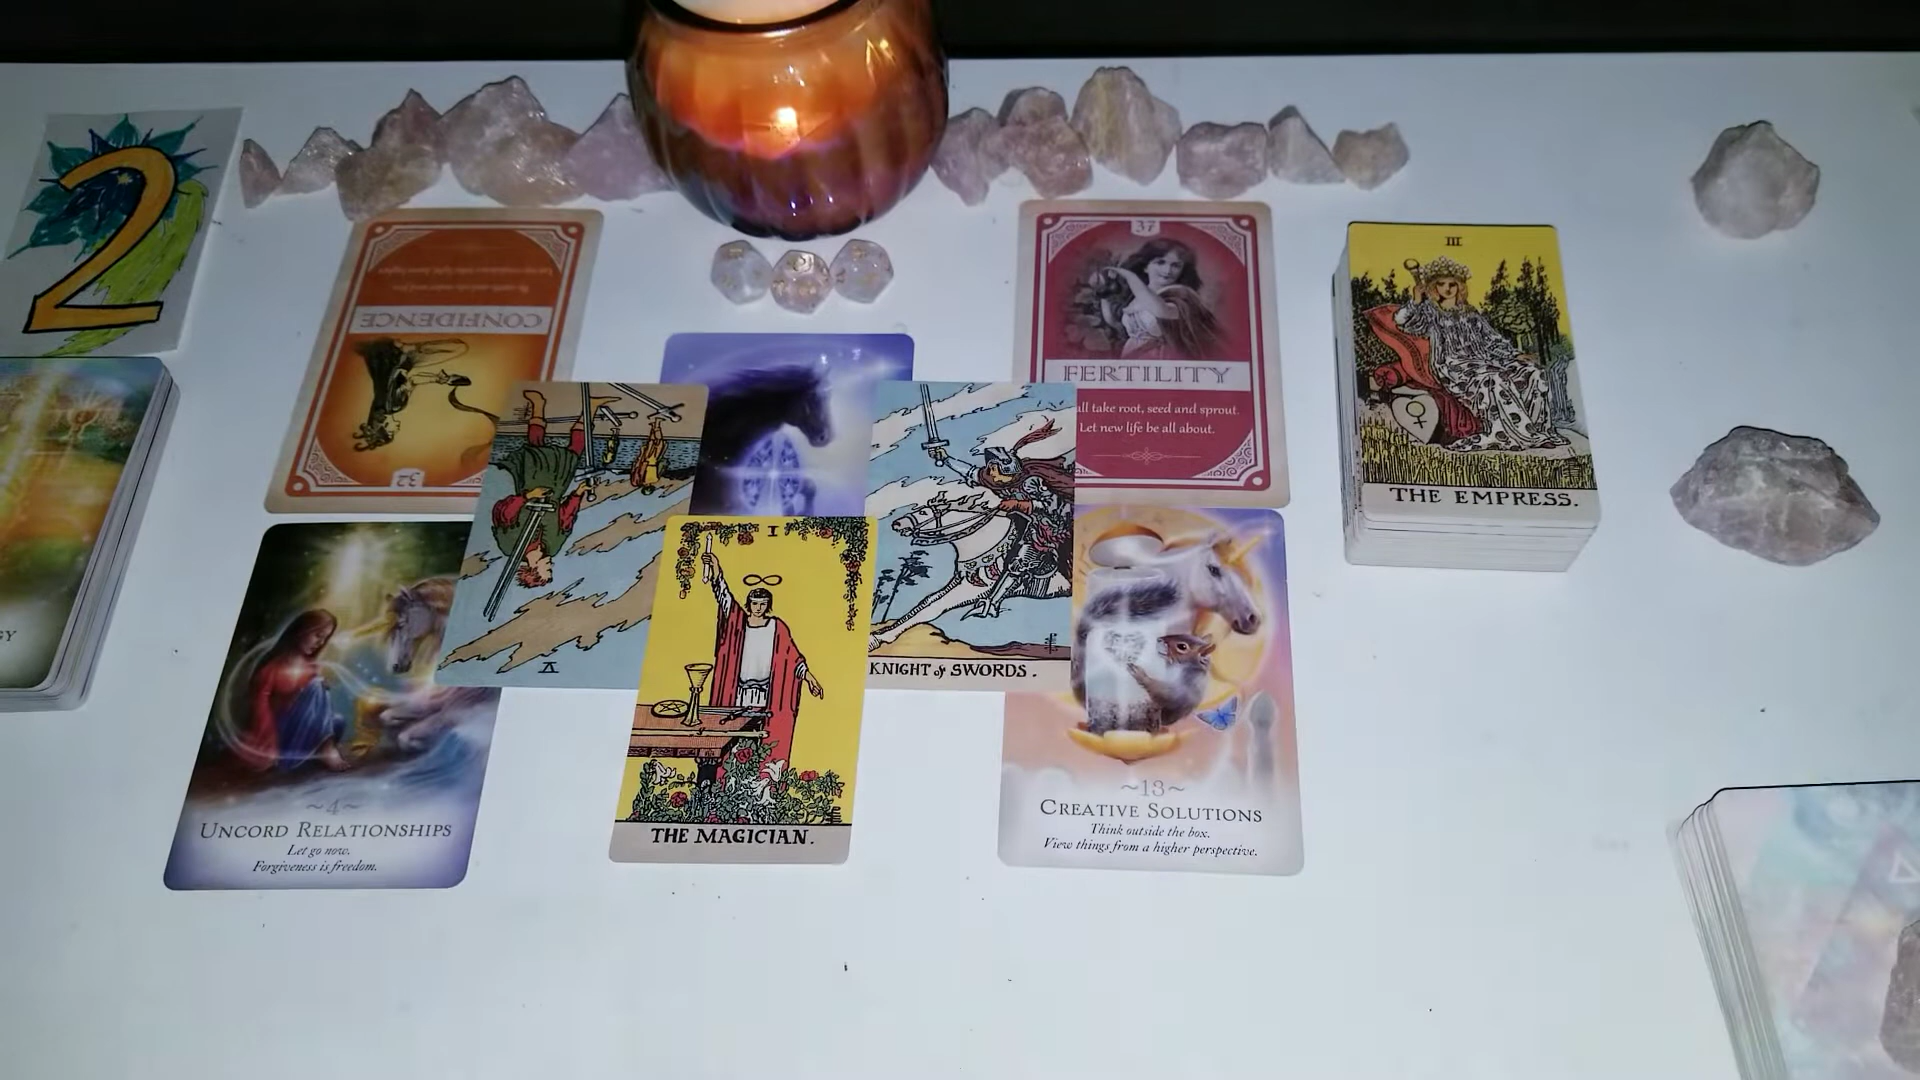 2
CONFIDENCE
32
37
FERTILITY
all take root, seed and sprout.
Let new life be all about.
III
THE EMPRESS.
GY
V
KNIGHT of SWORDS.
I
THE MAGICIAN.
~4~
UNCORD RELATIONSHIPS
Let go now.
Forgiveness is freedom.
~13~
CREATIVE SOLUTIONS
Think outside the box.
View things from a higher perspective.